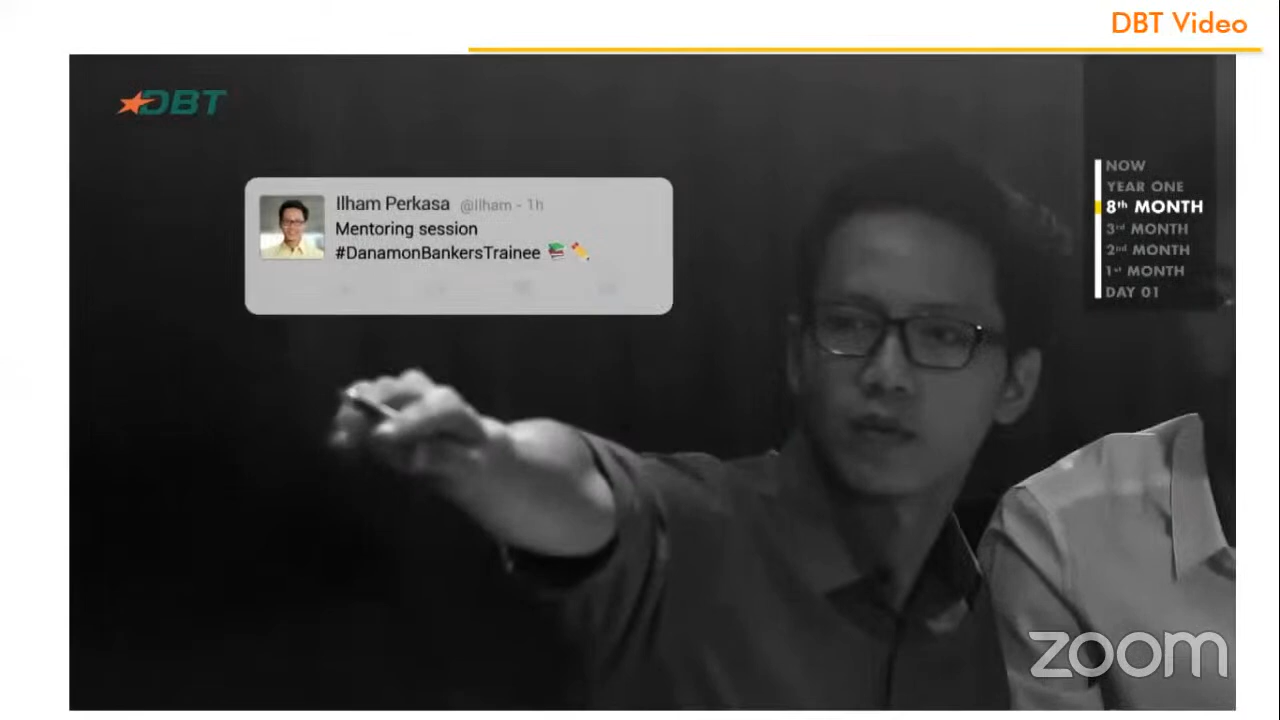 DBT Video
DBT
Ilham Perkasa @Ilham - 1h
Mentoring session
#DanamonBankersTrainee 📚✏️
NOW
YEAR ONE
8th MONTH
3rd MONTH
2nd MONTH
1st MONTH
DAY 01
zoom